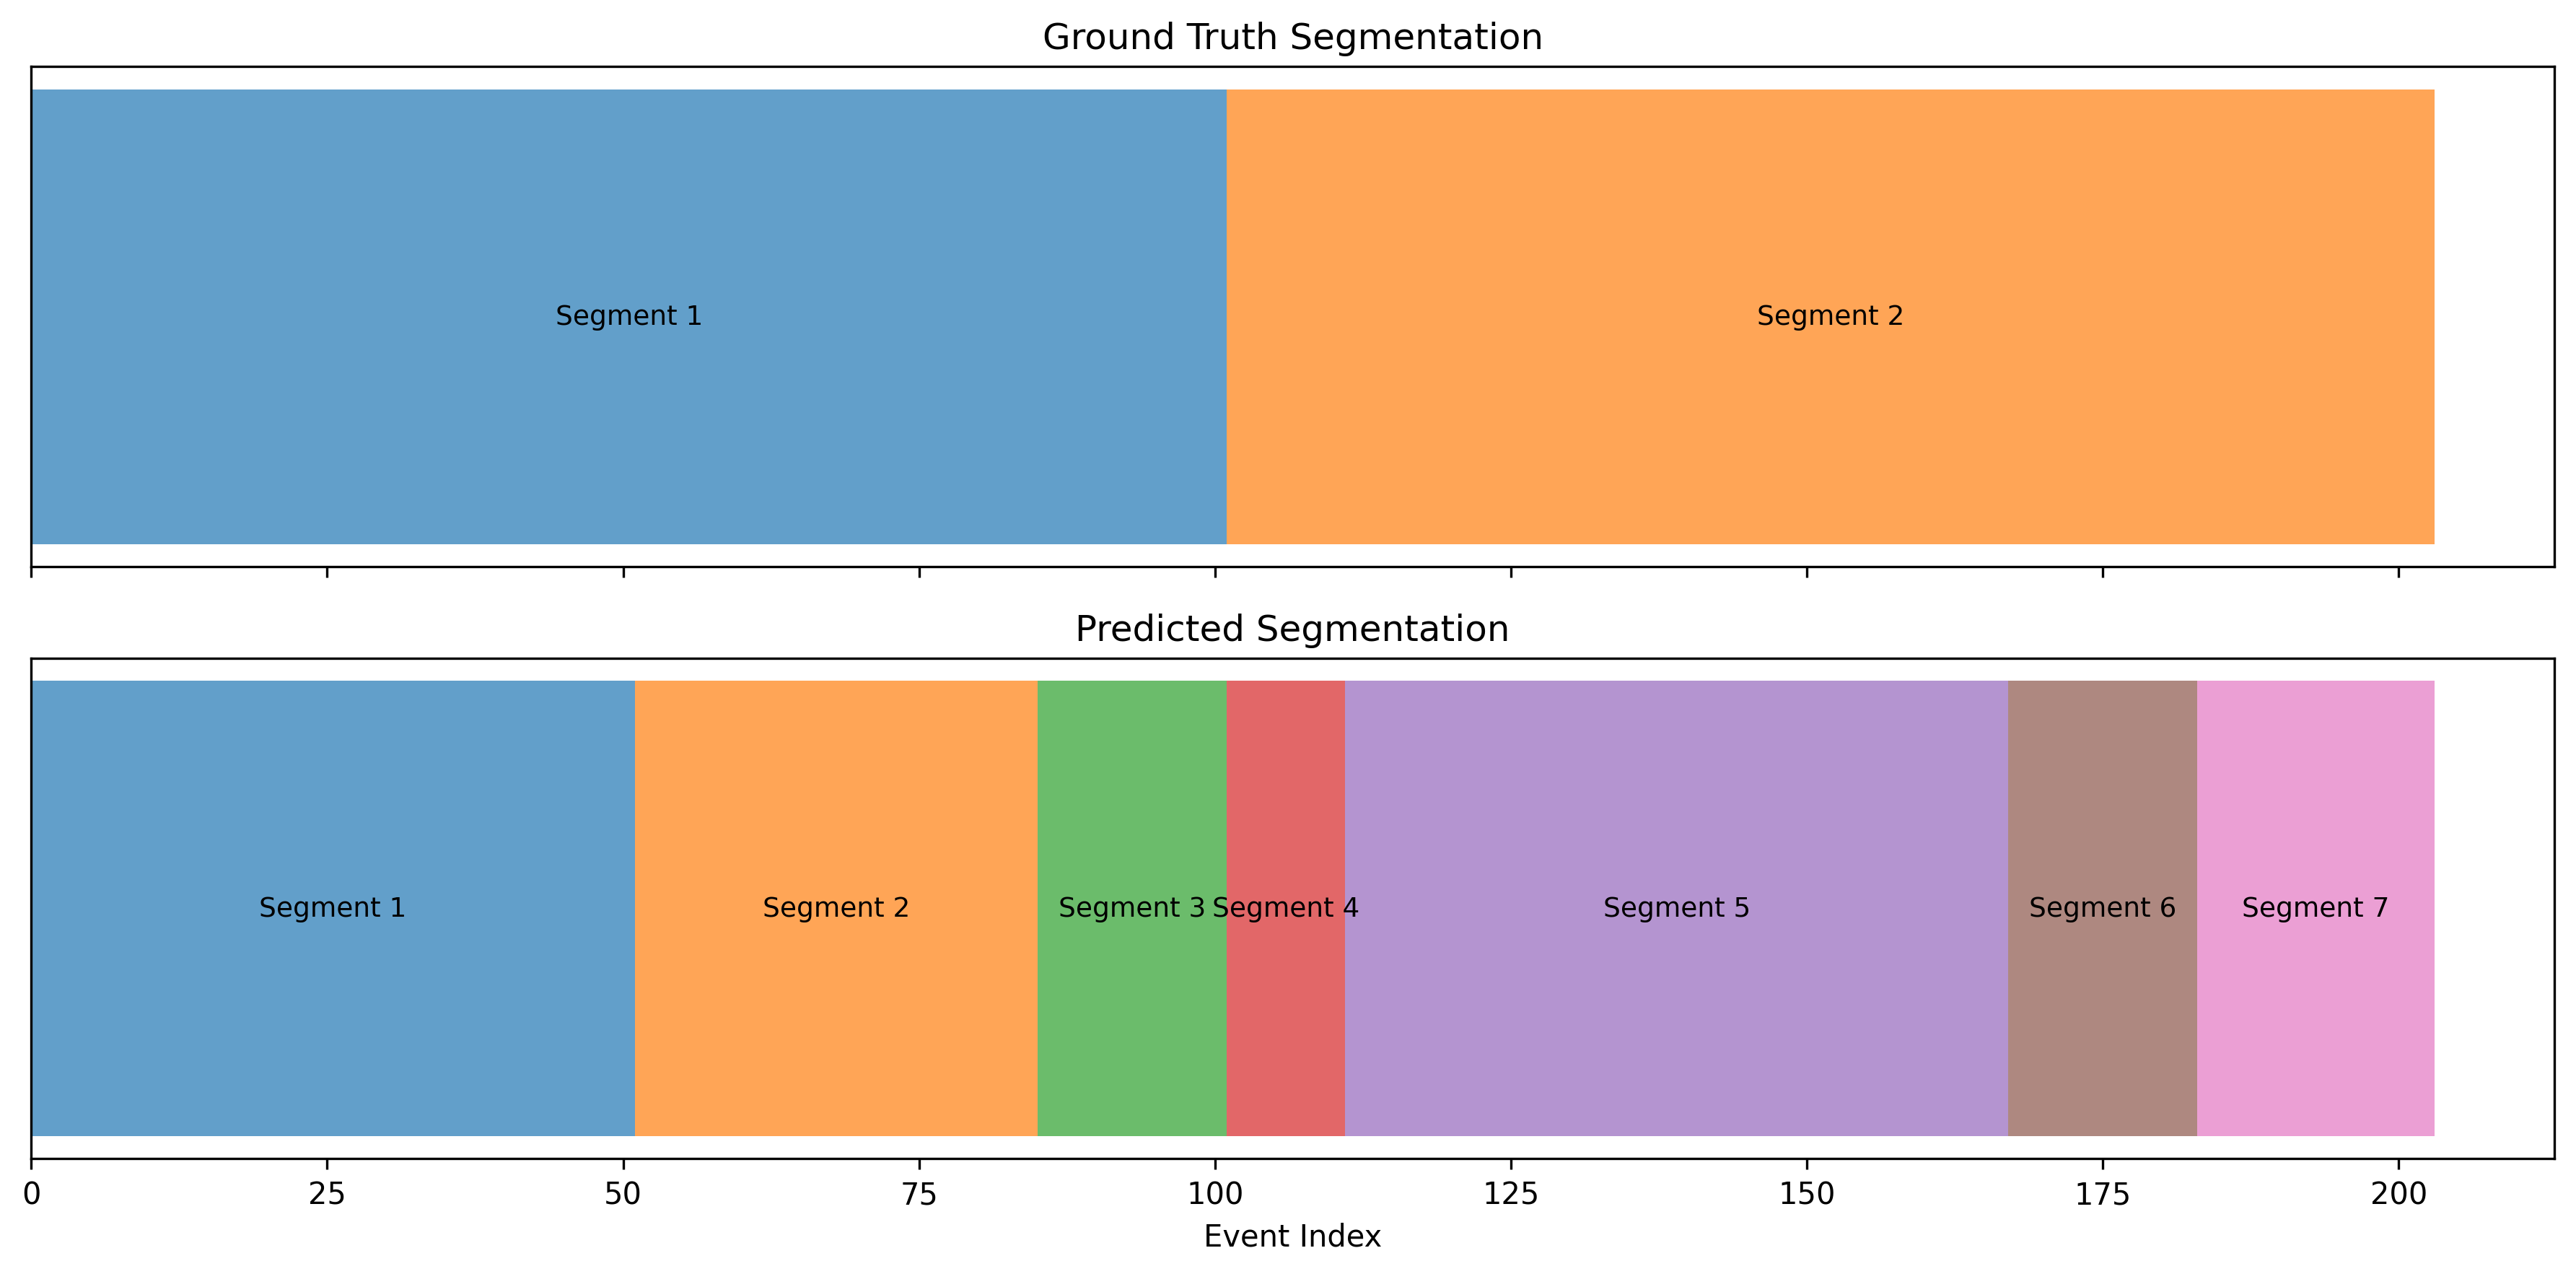 Ground Truth Segmentation
Segment 1 Segment 2
Predicted Segmentation
Segment 1 Segment 2 Segment 3 Segment 4 Segment 5 Segment 6 Segment 7
0 25 50 75 100 125 150 175 200
Event Index